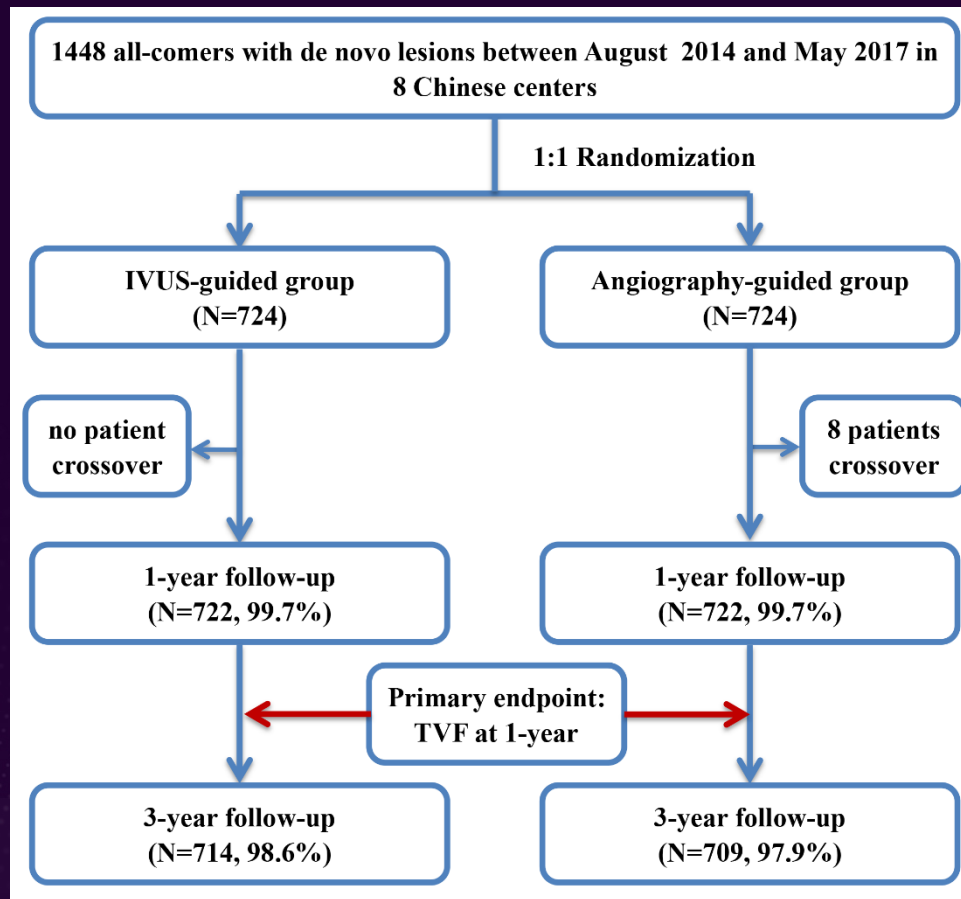 1448 all-comers with de novo lesions between August 2014 and May 2017 in
8 Chinese centers
1:1 Randomization
IVUS-guided group
(N=724)
Angiography-guided group
(N=724)
no patient
crossover
8 patients
crossover
1-year follow-up
(N=722, 99.7%)
1-year follow-up
(N=722, 99.7%)
Primary endpoint:
TVF at 1-year
3-year follow-up
(N=714, 98.6%)
3-year follow-up
(N=709, 97.9%)